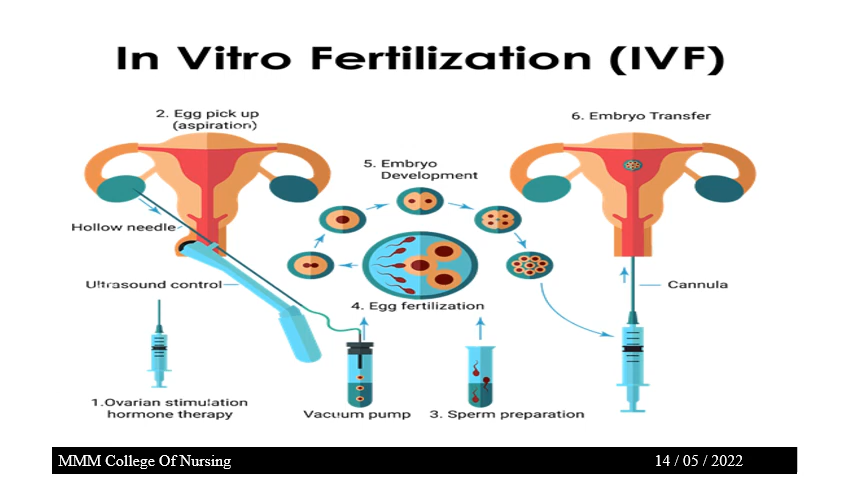 In Vitro Fertilization (IVF)
2. Egg pick up
(aspiration)
6. Embryo Transfer
5. Embryo
Development
Hollow needle
Ultrasound control
Cannula
4. Egg fertilization
1.Ovarian stimulation
hormone therapy
Vacuum pump
3. Sperm preparation
MMM College Of Nursing
14 / 05 / 2022